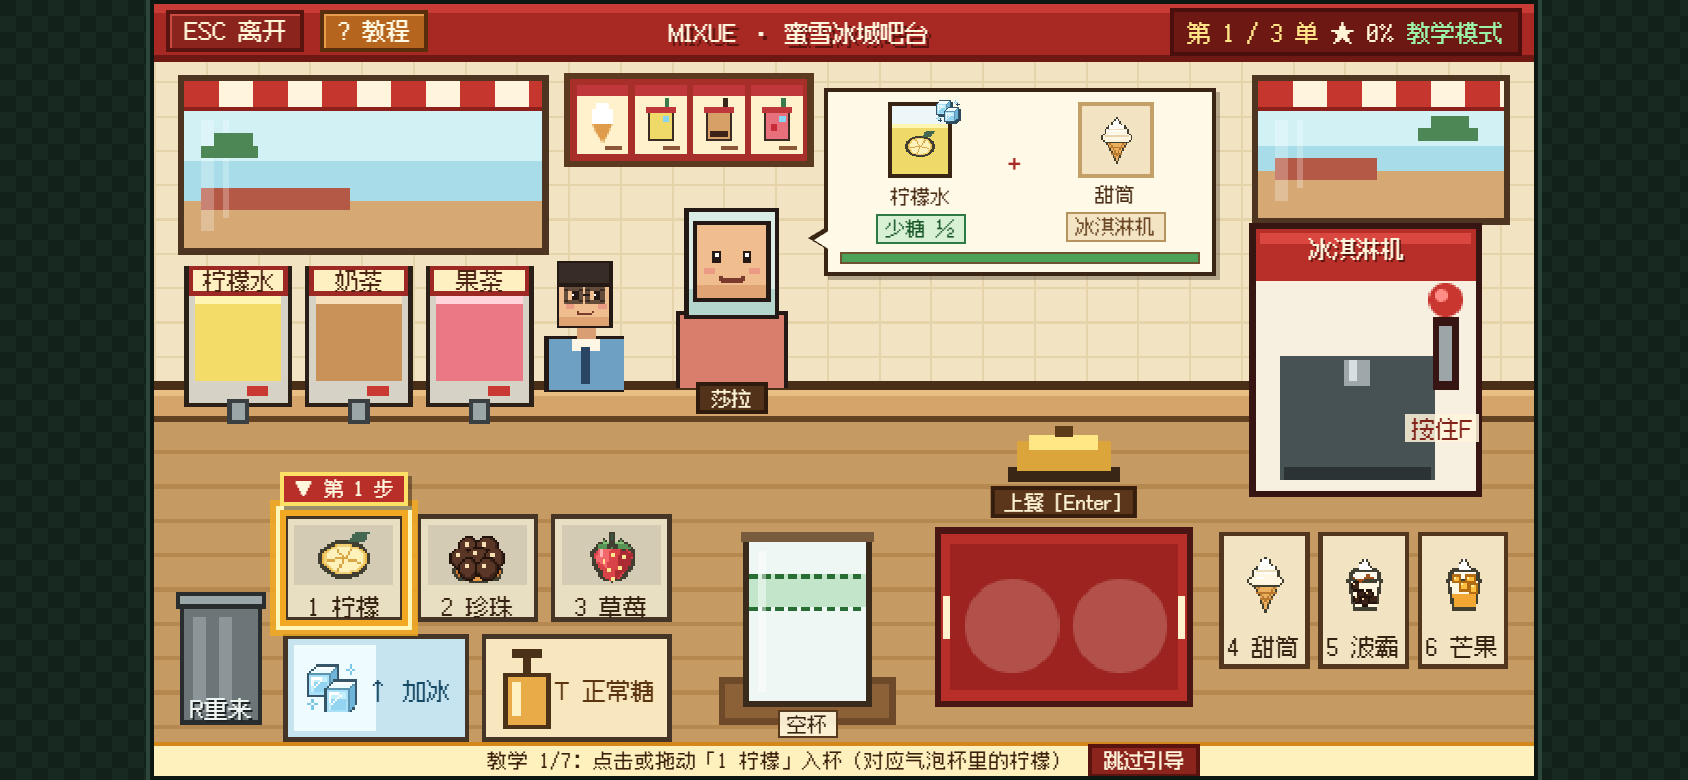 ESC 离开
? 教程
MIXUE · 蜜雪冰城吧台
第 1 / 3 单 ★ 0% 教学模式
柠檬水
+
甜筒
少糖 ½
冰淇淋机
柠檬水
奶茶
果茶
莎拉
冰淇淋机
按住F
上餐 [Enter]
▼ 第 1 步
1 柠檬
2 珍珠
3 草莓
4 甜筒
5 波霸
6 芒果
R重来
↑ 加冰
T 正常糖
空杯
教学 1/7: 点击或拖动「1 柠檬」入杯（对应气泡杯里的柠檬）
跳过引导